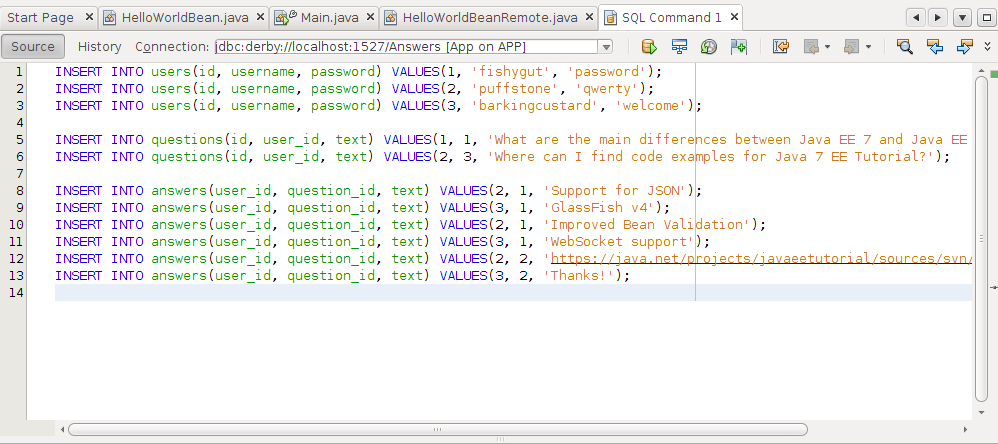 Start Page HelloWorldBean.java Main.java HelloWorldBeanRemote.java SQL Command 1
Source History Connection: jdbc:derby://localhost:1527/Answers [App on APP]
1 INSERT INTO users(id, username, password) VALUES(1, 'fishygut', 'password');
2 INSERT INTO users(id, username, password) VALUES(2, 'puffstone', 'qwerty');
3 INSERT INTO users(id, username, password) VALUES(3, 'barkingcustard', 'welcome');
4
5 INSERT INTO questions(id, user_id, text) VALUES(1, 1, 'What are the main differences between Java EE 7 and Java EE
6 INSERT INTO questions(id, user_id, text) VALUES(2, 3, 'Where can I find code examples for Java 7 EE Tutorial?');
7
8 INSERT INTO answers(user_id, question_id, text) VALUES(2, 1, 'Support for JSON');
9 INSERT INTO answers(user_id, question_id, text) VALUES(3, 1, 'GlassFish v4');
10 INSERT INTO answers(user_id, question_id, text) VALUES(2, 1, 'Improved Bean Validation');
11 INSERT INTO answers(user_id, question_id, text) VALUES(3, 1, 'WebSocket support');
12 INSERT INTO answers(user_id, question_id, text) VALUES(2, 2, 'https://java.net/projects/javaeetutorial/sources/svn/
13 INSERT INTO answers(user_id, question_id, text) VALUES(3, 2, 'Thanks!');
14